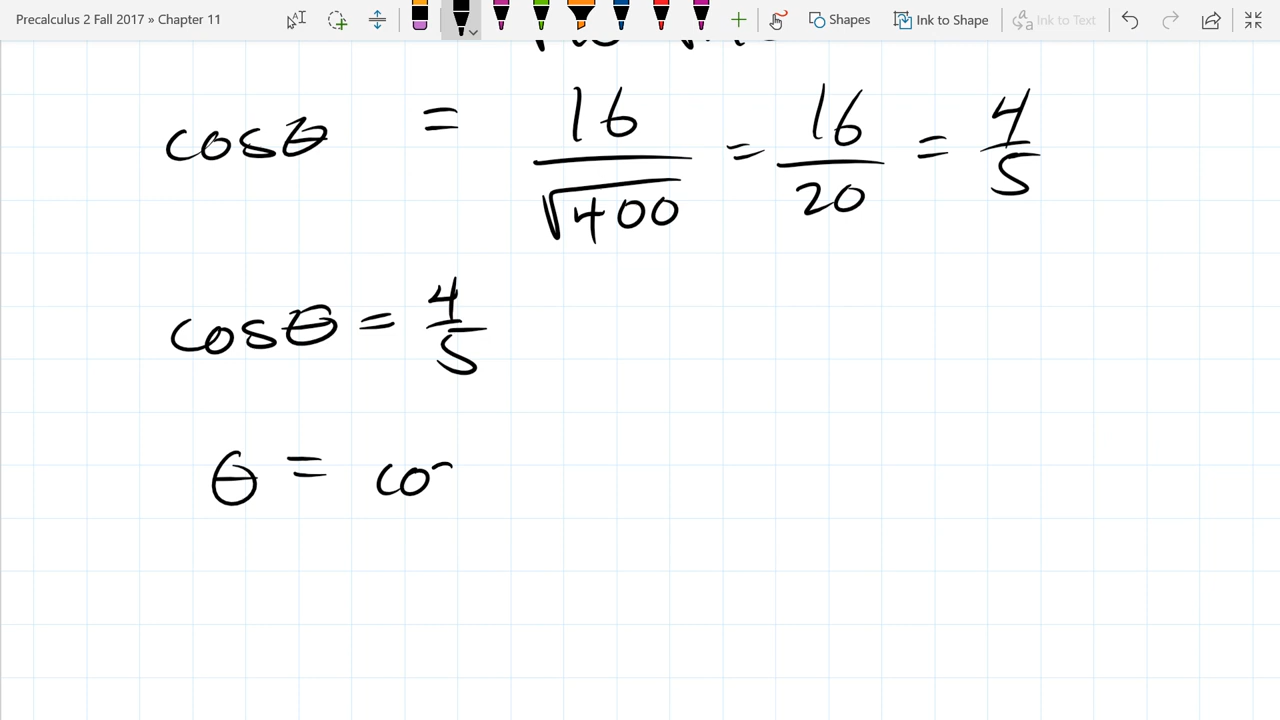 Precalculus 2 Fall 2017 » Chapter 11 Shapes Ink to Shape Ink to Text
cosθ = 16/√400 = 16/20 = 4/5
cosθ = 4/5
θ = co